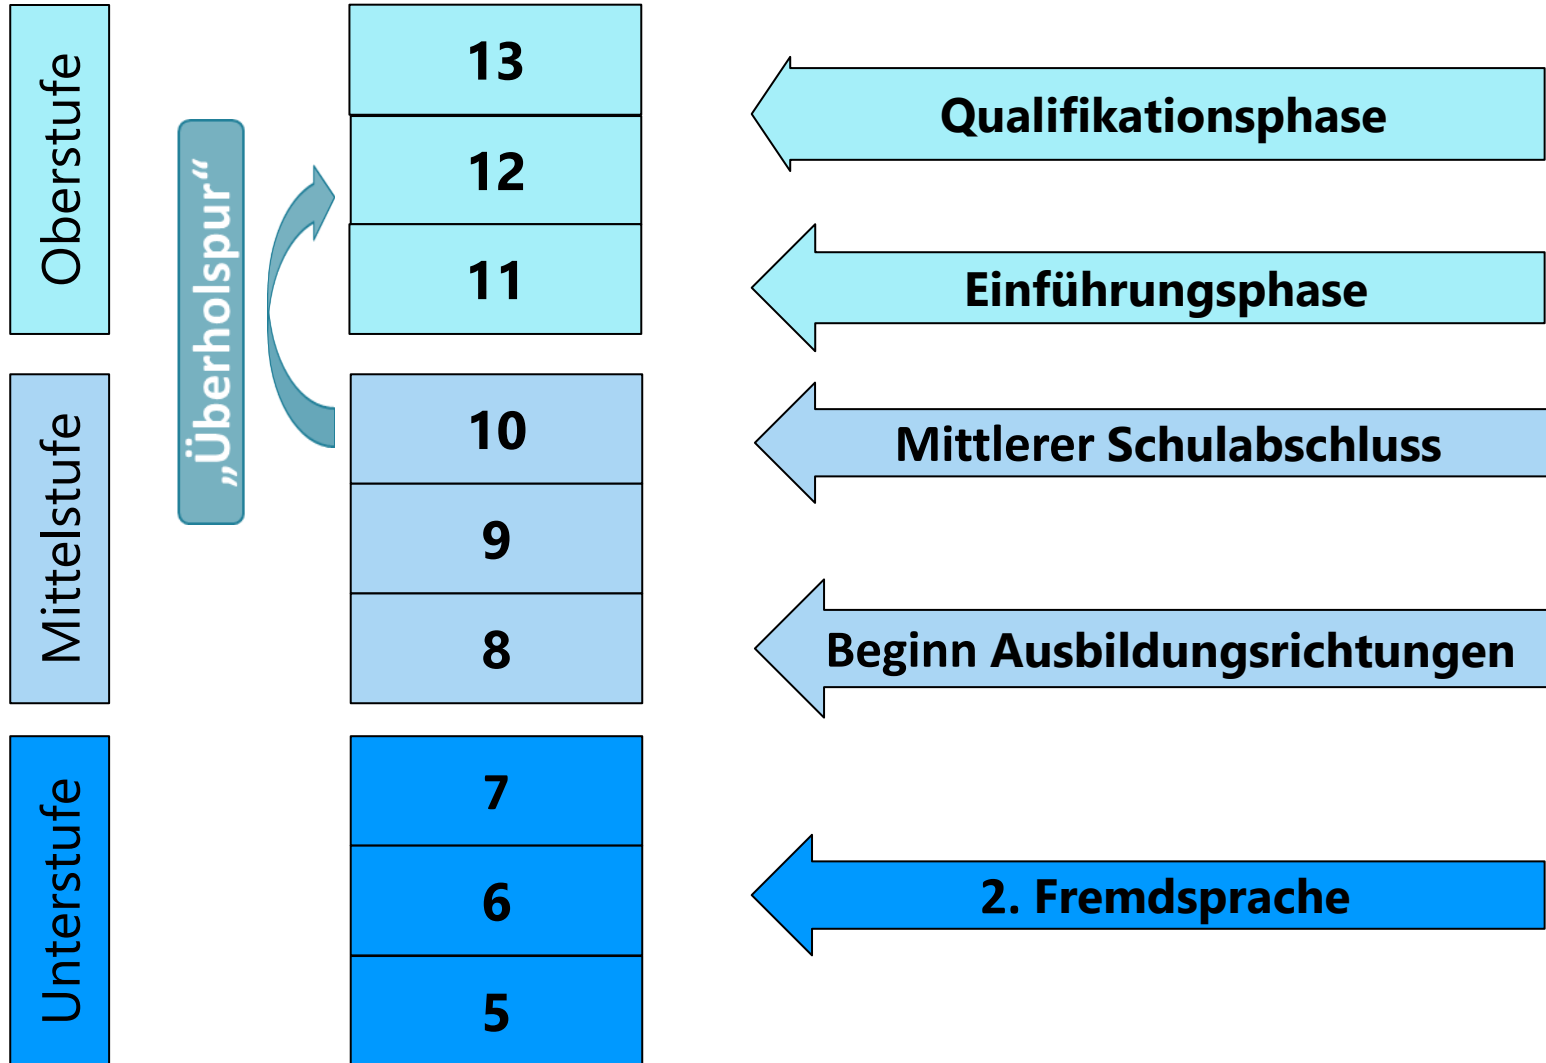 Oberstufe
„Überholspur“
13
12
11
Qualifikationsphase
Einführungsphase
Mittelstufe
10
9
8
Mittlerer Schulabschluss
Beginn Ausbildungsrichtungen
Unterstufe
7
6
5
2. Fremdsprache